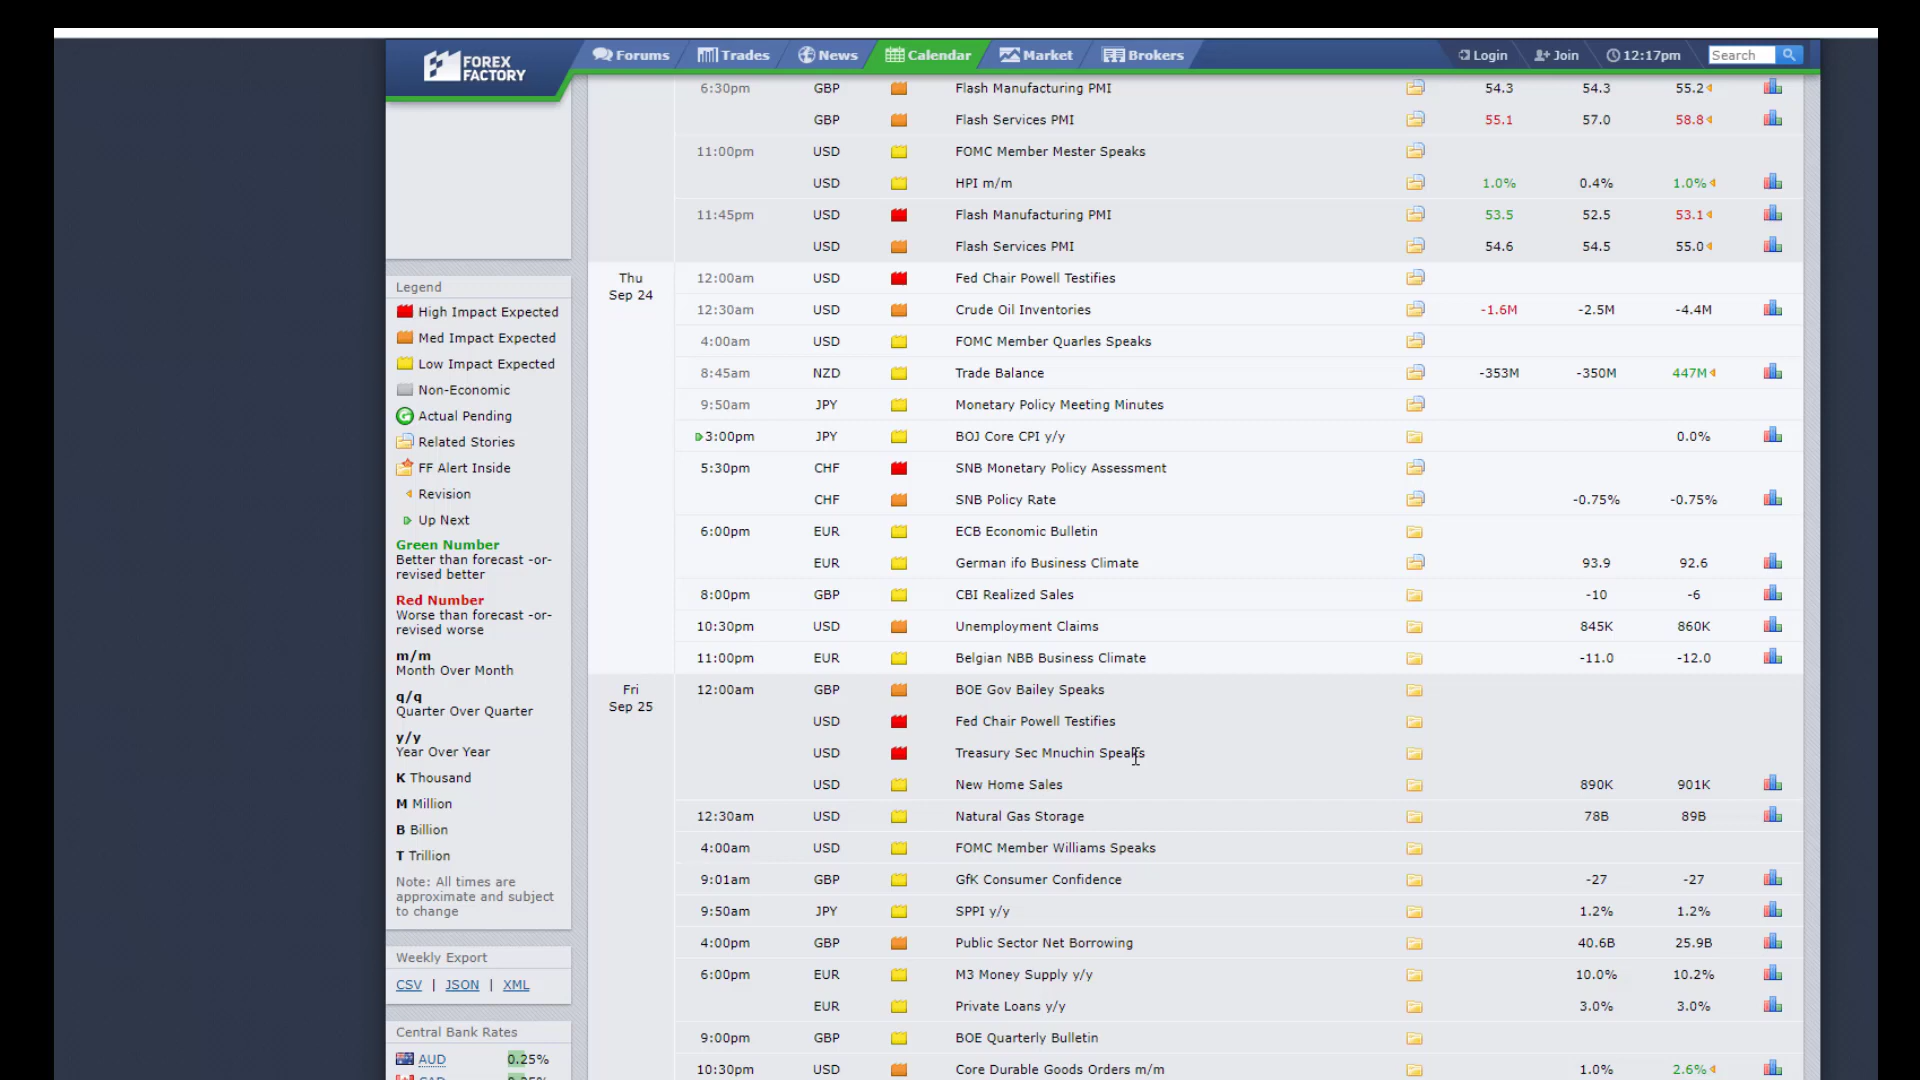 FOREX
FACTORY
Forums
Trades
News
Calendar
Market
Brokers
Login
Join
12:17pm
Search
6:30pm GBP Flash Manufacturing PMI 54.3 54.3 55.2
GBP Flash Services PMI 55.1 57.0 58.8
11:00pm USD FOMC Member Mester Speaks
USD HPI m/m 1.0% 0.4% 1.0%
11:45pm USD Flash Manufacturing PMI 53.5 52.5 53.1
USD Flash Services PMI 54.6 54.5 55.0
Thu
Sep 24
12:00am USD Fed Chair Powell Testifies
12:30am USD Crude Oil Inventories -1.6M -2.5M -4.4M
4:00am USD FOMC Member Quarles Speaks
8:45am NZD Trade Balance -353M -350M 447M
9:50am JPY Monetary Policy Meeting Minutes
3:00pm JPY BOJ Core CPI y/y 0.0%
5:30pm CHF SNB Monetary Policy Assessment
CHF SNB Policy Rate -0.75% -0.75%
6:00pm EUR ECB Economic Bulletin
EUR German ifo Business Climate 93.9 92.6
8:00pm GBP CBI Realized Sales -10 -6
10:30pm USD Unemployment Claims 845K 860K
11:00pm EUR Belgian NBB Business Climate -11.0 -12.0
Fri
Sep 25
12:00am GBP BOE Gov Bailey Speaks
USD Fed Chair Powell Testifies
USD Treasury Sec Mnuchin Speaks
USD New Home Sales 890K 901K
12:30am USD Natural Gas Storage 78B 89B
4:00am USD FOMC Member Williams Speaks
9:01am GBP GfK Consumer Confidence -27 -27
9:50am JPY SPPI y/y 1.2% 1.2%
4:00pm GBP Public Sector Net Borrowing 40.6B 25.9B
6:00pm EUR M3 Money Supply y/y 10.0% 10.2%
EUR Private Loans y/y 3.0% 3.0%
9:00pm GBP BOE Quarterly Bulletin
10:30pm USD Core Durable Goods Orders m/m 1.0% 2.6%
Legend
High Impact Expected
Med Impact Expected
Low Impact Expected
Non-Economic
Actual Pending
Related Stories
FF Alert Inside
Revision
Up Next
Green Number
Better than forecast -or-
revised better
Red Number
Worse than forecast -or-
revised worse
m/m
Month Over Month
q/q
Quarter Over Quarter
y/y
Year Over Year
K Thousand
M Million
B Billion
T Trillion
Note: All times are
approximate and subject
to change
Weekly Export
CSV | JSON | XML
Central Bank Rates
AUD 0.25%